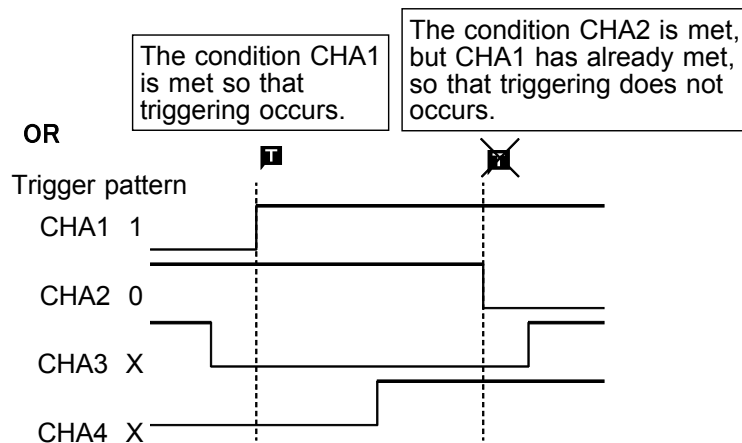 The condition CHA1
is met so that
triggering occurs.
The condition CHA2 is met,
but CHA1 has already met,
so that triggering does not
occurs.
OR
T
Trigger pattern
CHA1 1
CHA2 0
CHA3 X
CHA4 X